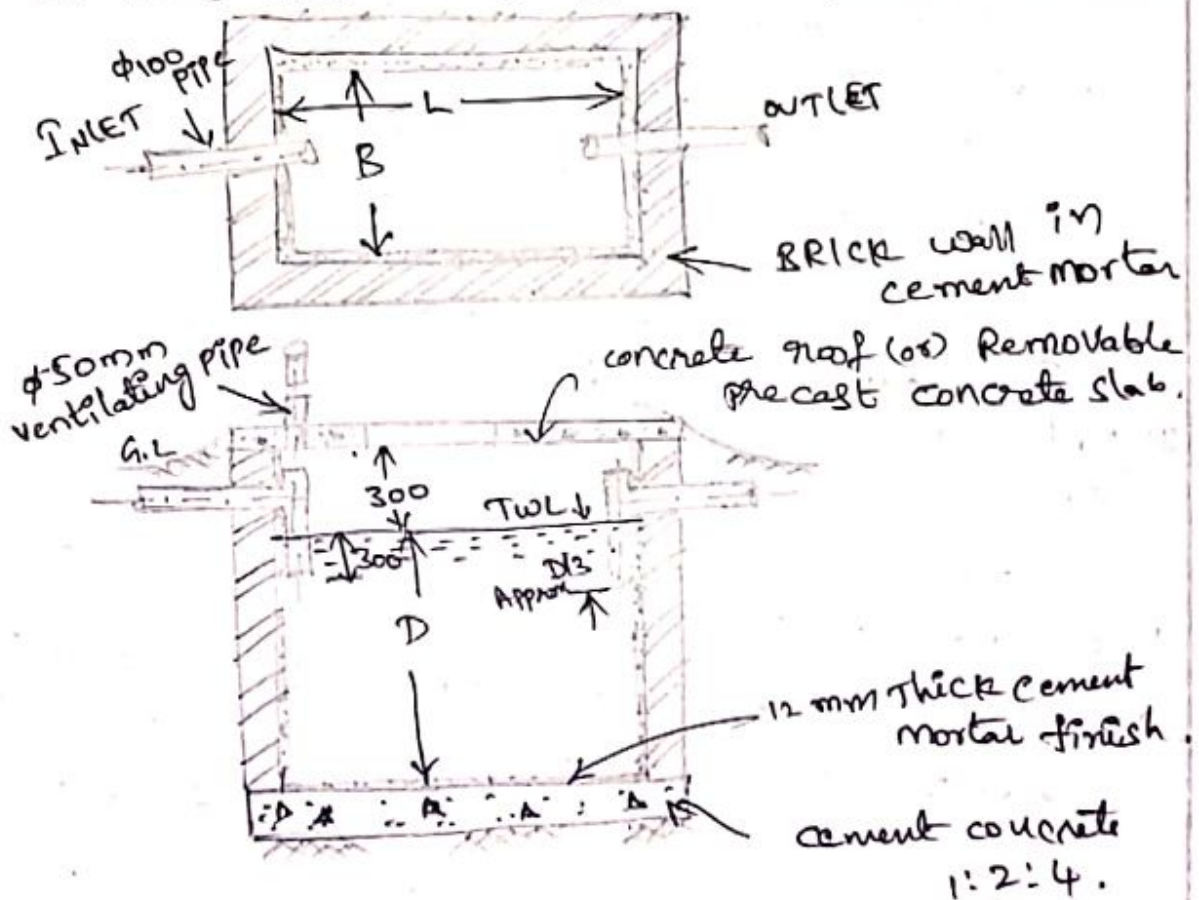 φ100
pipe
INLET
L
B
OUTLET
BRICK wall in
cement mortar
φ50mm
ventilating pipe
concrete roof (or) Removable
precast concrete slab.
G.L
300
TWL
300
D/3
Approx
D
12 mm Thick cement
mortar finish.
cement concrete
1:2:4.